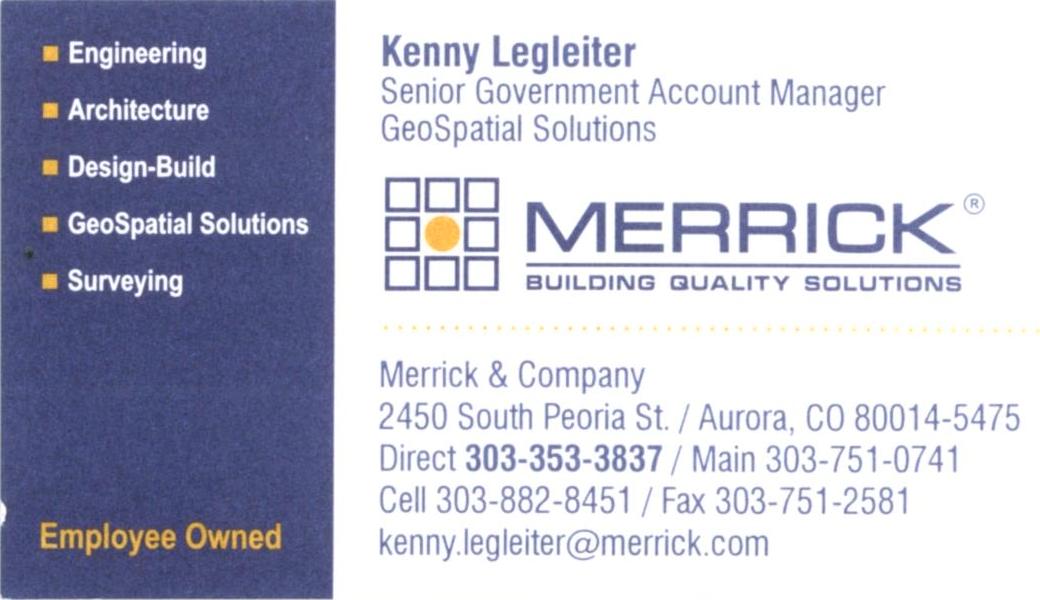 Engineering
Architecture
Design-Build
GeoSpatial Solutions
Surveying
Employee Owned
Kenny Legleiter
Senior Government Account Manager
GeoSpatial Solutions
MERRICK®
BUILDING QUALITY SOLUTIONS
Merrick & Company
2450 South Peoria St. / Aurora, CO 80014-5475
Direct 303-353-3837 / Main 303-751-0741
Cell 303-882-8451 / Fax 303-751-2581
kenny.legleiter@merrick.com